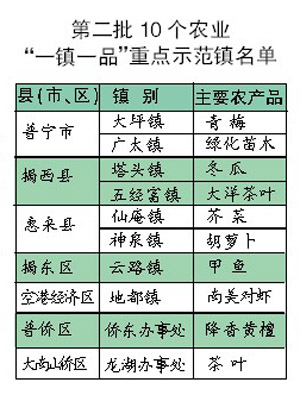 第二批10个农业
“一镇一品”重点示范镇名单
县(市、区) 镇别 主要农产品
普宁市 大坪镇 青梅
广太镇 绿化苗木
揭西县 塔头镇 冬瓜
五经富镇 大洋茶叶
惠来县 仙庵镇 芥菜
神泉镇 胡萝卜
揭东区 云路镇 甲鱼
空港经济区 地都镇 尚美对虾
普侨区 侨东办事处 降香黄檀
大南山侨区 龙湖办事处 茶叶